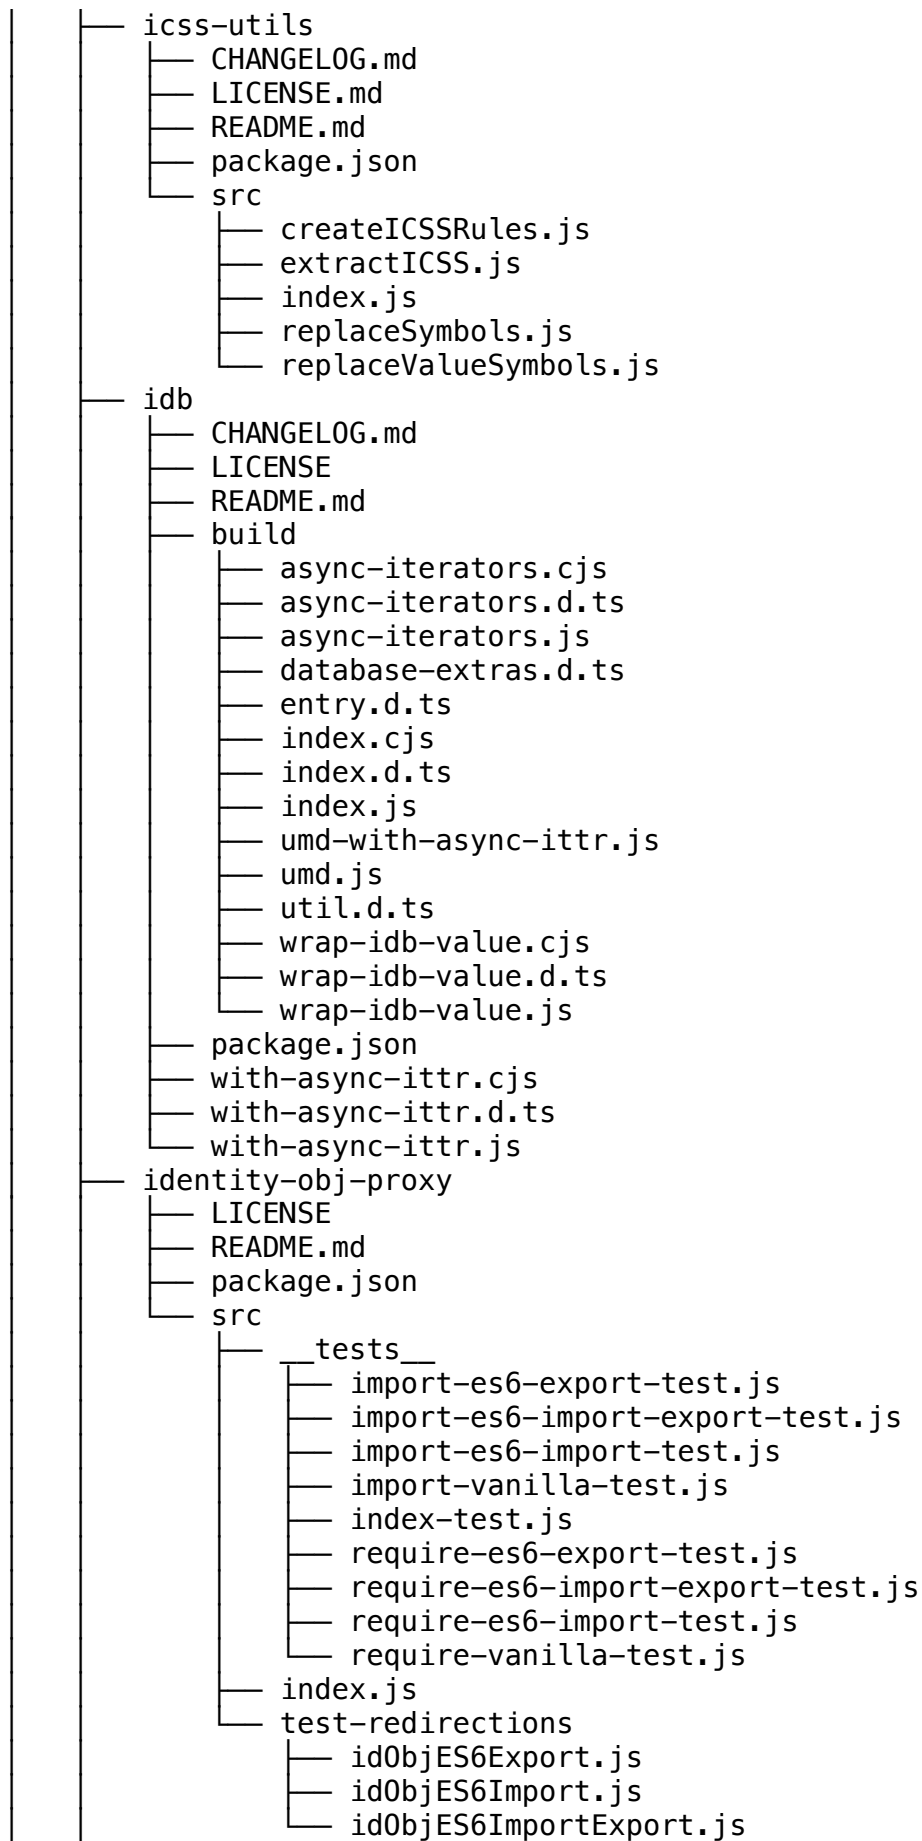 │   ├── icss-utils
│   │   ├── CHANGELOG.md
│   │   ├── LICENSE.md
│   │   ├── README.md
│   │   ├── package.json
│   │   └── src
│   │       ├── createICSSRules.js
│   │       ├── extractICSS.js
│   │       ├── index.js
│   │       ├── replaceSymbols.js
│   │       └── replaceValueSymbols.js
│   ├── idb
│   │   ├── CHANGELOG.md
│   │   ├── LICENSE
│   │   ├── README.md
│   │   ├── build
│   │   │   ├── async-iterators.cjs
│   │   │   ├── async-iterators.d.ts
│   │   │   ├── async-iterators.js
│   │   │   ├── database-extras.d.ts
│   │   │   ├── entry.d.ts
│   │   │   ├── index.cjs
│   │   │   ├── index.d.ts
│   │   │   ├── index.js
│   │   │   ├── umd-with-async-ittr.js
│   │   │   ├── umd.js
│   │   │   ├── util.d.ts
│   │   │   ├── wrap-idb-value.cjs
│   │   │   ├── wrap-idb-value.d.ts
│   │   │   └── wrap-idb-value.js
│   │   ├── package.json
│   │   ├── with-async-ittr.cjs
│   │   ├── with-async-ittr.d.ts
│   │   └── with-async-ittr.js
│   ├── identity-obj-proxy
│   │   ├── LICENSE
│   │   ├── README.md
│   │   ├── package.json
│   │   └── src
│   │       ├── __tests__
│   │       │   ├── import-es6-export-test.js
│   │       │   ├── import-es6-import-export-test.js
│   │       │   ├── import-es6-import-test.js
│   │       │   ├── import-vanilla-test.js
│   │       │   ├── index-test.js
│   │       │   ├── require-es6-export-test.js
│   │       │   ├── require-es6-import-export-test.js
│   │       │   ├── require-es6-import-test.js
│   │       │   └── require-vanilla-test.js
│   │       ├── index.js
│   │       └── test-redirections
│   │           ├── idObjES6Export.js
│   │           ├── idObjES6Import.js
│   │           └── idObjES6ImportExport.js